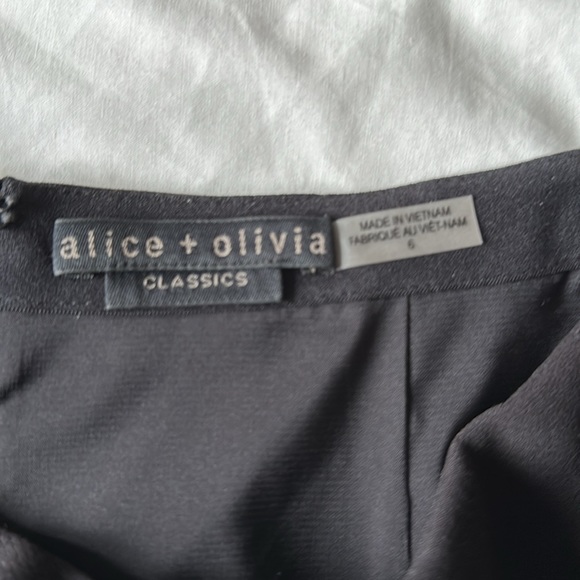 alice + olivia
CLASSICS
MADE IN VIETNAM
FABRIQUÉ AU VIÊT-NAM
6